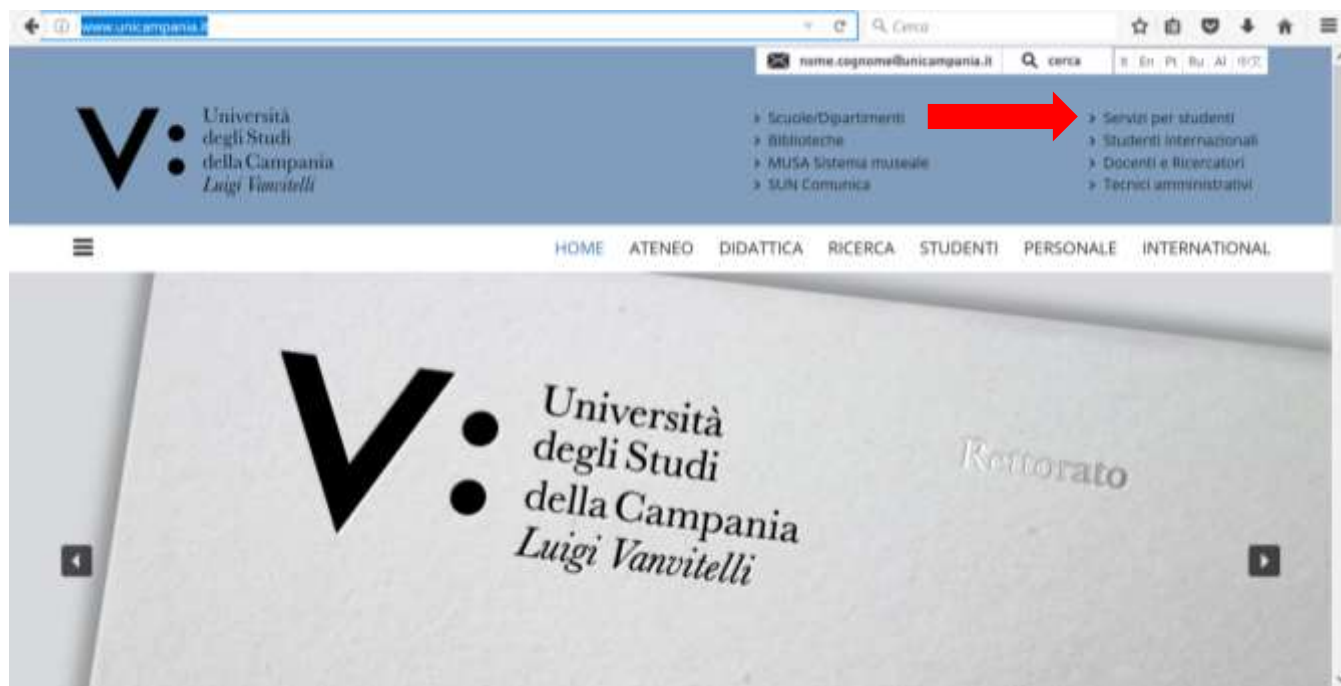 www.unicampania.it
Cerca
nome.cognome@unicampania.it
cerca
It En Pt Ru Al 中文
Università
degli Studi
della Campania
Luigi Vanvitelli
Scuole/Dipartimenti
Biblioteche
MUSA Sistema museale
SUN Comunica
Servizi per studenti
Studenti internazionali
Docenti e Ricercatori
Tecnici amministrativi
HOME ATENEO DIDATTICA RICERCA STUDENTI PERSONALE INTERNATIONAL
V:
Università
degli Studi
della Campania
Luigi Vanvitelli
Rettorato